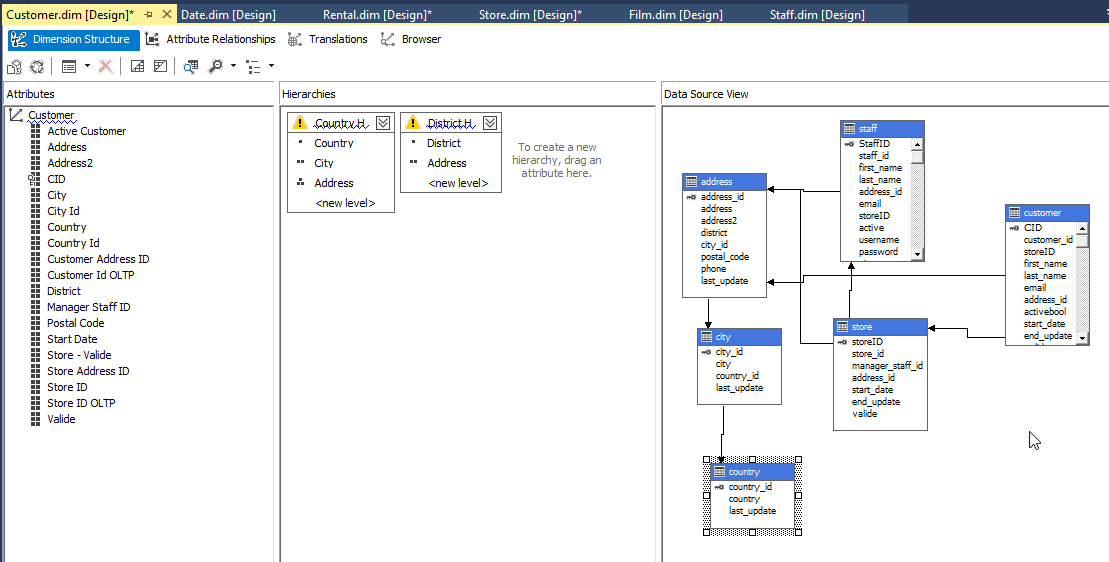 Customer.dim [Design]* Date.dim [Design] Rental.dim [Design]* Store.dim [Design]* Film.dim [Design] Staff.dim [Design]
Dimension Structure Attribute Relationships Translations Browser
Attributes
Customer
Active Customer
Address
Address2
CID
City
City Id
Country
Country Id
Customer Address ID
Customer Id OLTP
District
Manager Staff ID
Postal Code
Start Date
Store - Valide
Store Address ID
Store ID
Store ID OLTP
Valide
Hierarchies
Country.H
Country
City
Address
<new level>
District.H
District
Address
<new level>
To create a new
hierarchy, drag an
attribute here.
Data Source View
address
address_id
address
address2
district
city_id
postal_code
phone
last_update
staff
StaffID
staff_id
first_name
last_name
address_id
email
storeID
active
username
password
customer
CID
customer_id
storeID
first_name
last_name
email
address_id
activebool
start_date
end_update
city
city_id
city
country_id
last_update
store
storeID
store_id
manager_staff_id
address_id
start_date
end_update
valide
country
country_id
country
last_update